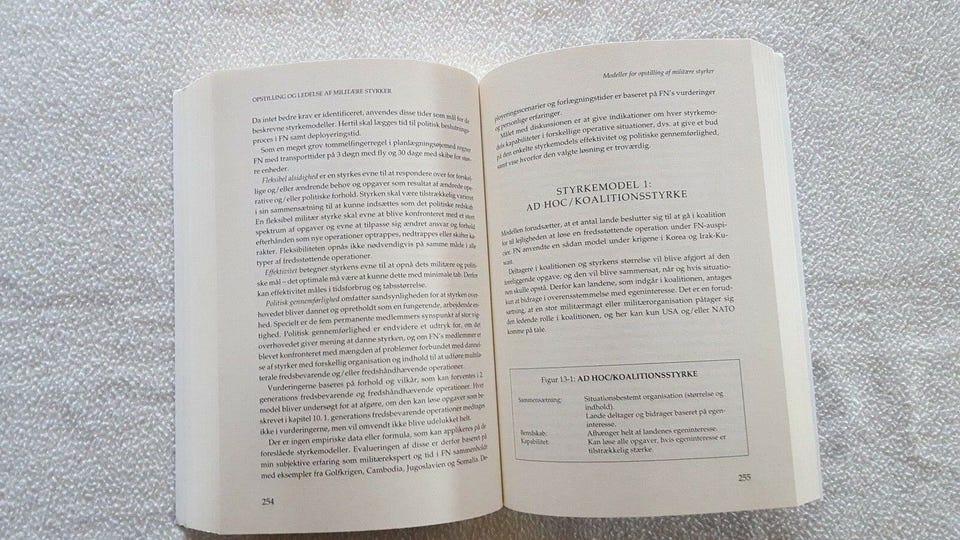 OPSTILLING OG LEDELSE AF MILITÆRE STYKKER
Da intet bedre krav er identificeret, anvendes disse tider som mål for de
beskrevne styrkemodeller. Hertil skal lægges tid til politisk beslutnings-
proces i FN samt deployeringstid.
Som en meget grov tommelfingerregel i planlægningsøjemed regner
FN med transporttider på 3 døgn med fly og 30 dage med skibe for stør-
re enheder.
Fleksibel alsidighed er en styrkes evne til at respondere over for forskel-
lige og/eller ændrende behov og opgaver som resultat af ændrede ope-
rative og/eller politiske forhold. Styrken skal være tilstrækkelig varieret
i sin sammensætning til at kunne indsættes som det politiske redskab.
En fleksibel militær styrke skal evne at blive konfronteret med et stort
spektrum af opgaver og evne at tilpasse sig ændret ansvar og forhold
efterhånden som nye operationer optrappes, nedtrappes eller skifter ka-
rakter. Fleksibiliteten opnås ikke nødvendigvis på samme måde i alle
typer af fredsstøttende operationer.
Effektivitet betegner styrkens evne til at opnå dets militære og politi-
ske mål – det optimale må være at kunne dette med minimale tab. Derfor
kan effektivitet måles i tidsforbrug og tabsstørrelse.
Politisk gennemførlighed omfatter sandsynligheden for at styrken over-
hovedet bliver dannet og opretholdt som en fungerende, arbejdende en-
hed. Specielt er de fem permanente medlemmers synspunkt af stor vig-
tighed. Politisk gennemførlighed er endvidere et udtryk for, om det
overhovedet giver mening at danne styrken, og om FN's medlemmer er
blevet konfronteret med mængden af problemer forbundet med dannel-
se af styrker med forskellig organisation og indhold til at udføre multila-
terale fredsbevarende og/eller fredshåndhævende operationer.
Vurderingerne baseres på forhold og vilkår, som kan forventes i 2.
generations fredsbevarende og fredshåndhævende operationer. Hver
model bliver undersøgt for at afgøre, om den kan løse opgaver som be-
skrevet i kapitel 10. 1. generations fredsbevarende operationer medtages
ikke i vurderingerne, men vil omvendt ikke blive udelukket helt.
Der er ingen empiriske data eller formula, som kan applikeres på de
foreslåede styrkemodeller. Evalueringen af disse er derfor baseret på
min subjektive erfaring som militærekspert og tid i FN sammenholdt
med eksempler fra Golfkrigen, Cambodia, Jugoslavien og Somalia. De-
254
Modeller for opstilling af militære styrker
ployeringsscenarier og forlægningstider er baseret på FN's vurderinger
og personlige erfaringer.
Målet med diskussionen er at give indikationer om hver styrkemo-
dels kapabiliteter i forskellige operative situationer, dvs. at give et bud
på den enkelte styrkemodels effektivitet og politiske gennemførlighed,
samt vise hvorfor den valgte løsning er troværdig.
STYRKEMODEL 1:
AD HOC/KOALITIONSSTYRKE
Modellen forudsætter, at et antal lande beslutter sig til at gå i koalition
for til lejligheden at løse en fredsstøttende operation under FN-auspi-
cier. FN anvendte en sådan model under krigene i Korea og Irak-Ku-
wait.
Deltagere i koalitionen og styrkens størrelse vil blive afgjort af den
foreliggende opgave; og den vil blive sammensat, når og hvis situatio-
nen skulle opstå. Derfor kan landene, som indgår i koalitionen, antages
kun at bidrage i overensstemmelse med egeninteresse. Det er en forud-
sætning, at en stor militærmagt eller militærorganisation påtager sig
den ledende rolle i koalitionen, og her kan kun USA og/eller NATO
komme på tale.
Figur 13-1: AD HOC/KOALITIONSSTYRKE
Sammensætning: Situationsbestemt organisation (størrelse og
indhold).
Lande deltager og bidrager baseret på egen-
interesse.
Beredskab: Afhænger helt af landenes egeninteresse.
Kapabilitet: Kan løse alle opgaver, hvis egeninteresse er
tilstrækkelig stærke.
255